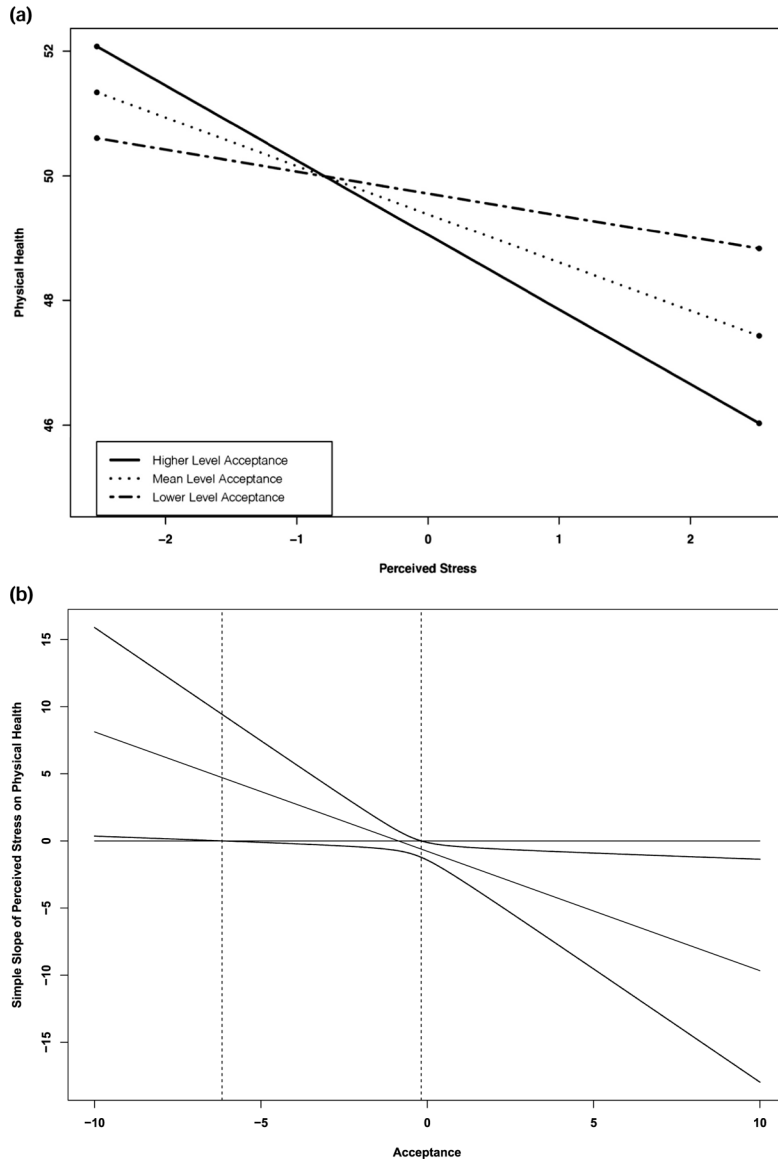 (a)
52
50
48
46
Physical Health
Higher Level Acceptance
Mean Level Acceptance
Lower Level Acceptance
−2
−1
0
1
2
Perceived Stress
(b)
15
10
5
0
−5
−10
−15
Simple Slope of Perceived Stress on Physical Health
−10
−5
0
5
10
Acceptance